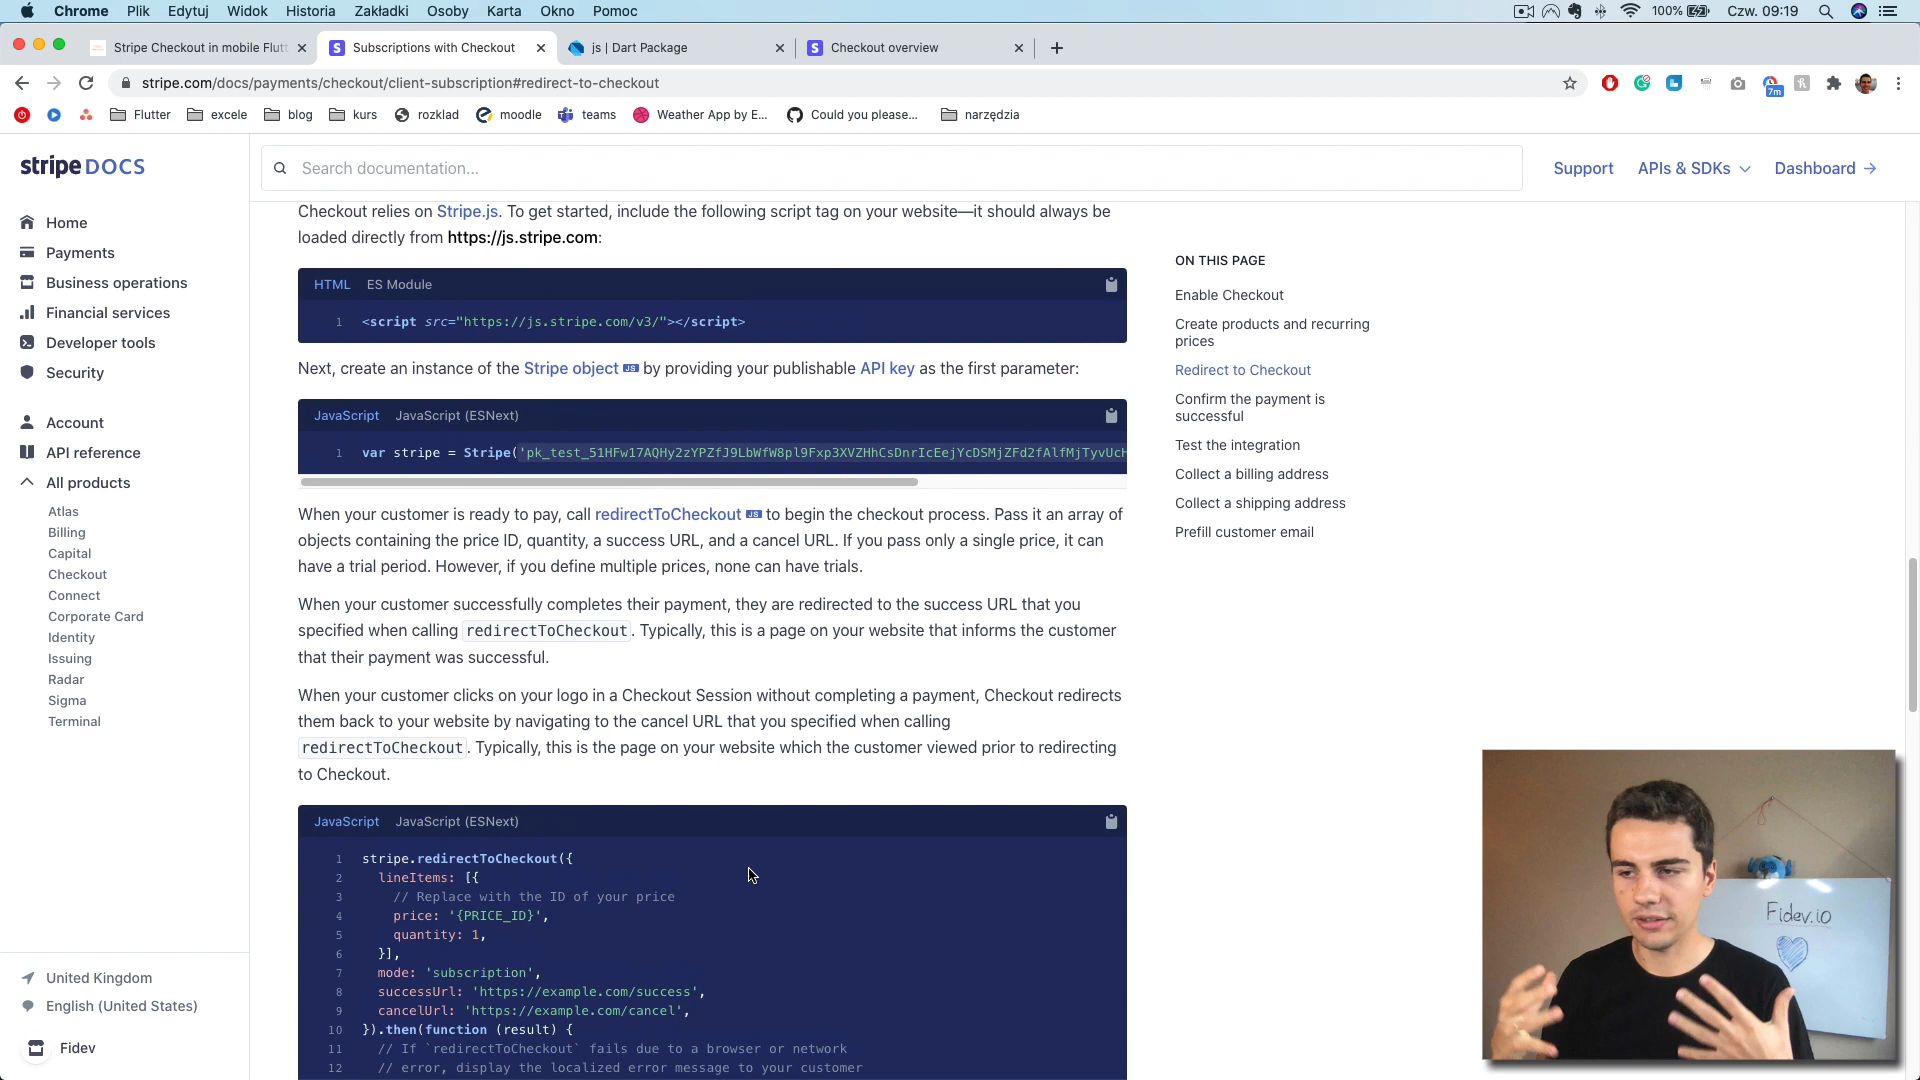 Chrome Plik Edytuj Widok Historia Zakładki Osoby Karta Okno Pomoc 100% Czw. 09:19
Stripe Checkout in mobile Flutt Subscriptions with Checkout js | Dart Package Checkout overview
stripe.com/docs/payments/checkout/client-subscription#redirect-to-checkout 7m
Flutter excele blog kurs rozklad moodle teams Weather App by E... Could you please... narzędzia
stripe DOCS
Search documentation...
Support APIs & SDKs Dashboard
Home
Payments
Business operations
Financial services
Developer tools
Security
Account
API reference
All products
Atlas
Billing
Capital
Checkout
Connect
Corporate Card
Identity
Issuing
Radar
Sigma
Terminal
United Kingdom
English (United States)
Fidev
Checkout relies on Stripe.js. To get started, include the following script tag on your website—it should always be
loaded directly from https://js.stripe.com:
HTML ES Module
1 <script src="https://js.stripe.com/v3/"></script>
Next, create an instance of the Stripe object JS by providing your publishable API key as the first parameter:
JavaScript JavaScript (ESNext)
1 var stripe = Stripe('pk_test_51HFw17AQHy2zYPZfJ9LbWfW8pl9Fxp3XVZHhCsDnrIcEejYcDSMjZFd2fAlfMjTyvUcH
When your customer is ready to pay, call redirectToCheckout JS to begin the checkout process. Pass it an array of
objects containing the price ID, quantity, a success URL, and a cancel URL. If you pass only a single price, it can
have a trial period. However, if you define multiple prices, none can have trials.
When your customer successfully completes their payment, they are redirected to the success URL that you
specified when calling redirectToCheckout. Typically, this is a page on your website that informs the customer
that their payment was successful.
When your customer clicks on your logo in a Checkout Session without completing a payment, Checkout redirects
them back to your website by navigating to the cancel URL that you specified when calling
redirectToCheckout. Typically, this is the page on your website which the customer viewed prior to redirecting
to Checkout.
JavaScript JavaScript (ESNext)
1 stripe.redirectToCheckout({
2 lineItems: [{
3 // Replace with the ID of your price
4 price: '{PRICE_ID}',
5 quantity: 1,
6 }],
7 mode: 'subscription',
8 successUrl: 'https://example.com/success',
9 cancelUrl: 'https://example.com/cancel',
10 }).then(function (result) {
11 // If `redirectToCheckout` fails due to a browser or network
12 // error, display the localized error message to your customer
ON THIS PAGE
Enable Checkout
Create products and recurring
prices
Redirect to Checkout
Confirm the payment is
successful
Test the integration
Collect a billing address
Collect a shipping address
Prefill customer email
Fidev.io